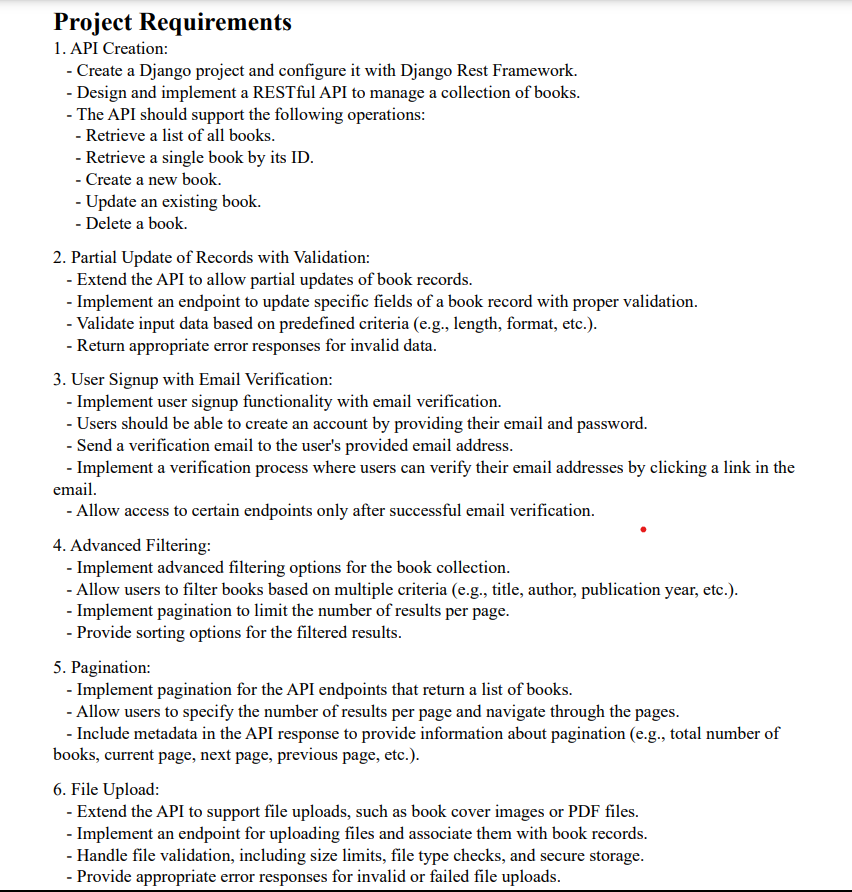 Project Requirements
1. API Creation:
- Create a Django project and configure it with Django Rest Framework.
- Design and implement a RESTful API to manage a collection of books.
- The API should support the following operations:
- Retrieve a list of all books.
- Retrieve a single book by its ID.
- Create a new book.
- Update an existing book.
- Delete a book.
2. Partial Update of Records with Validation:
- Extend the API to allow partial updates of book records.
- Implement an endpoint to update specific fields of a book record with proper validation.
- Validate input data based on predefined criteria (e.g., length, format, etc.).
- Return appropriate error responses for invalid data.
3. User Signup with Email Verification:
- Implement user signup functionality with email verification.
- Users should be able to create an account by providing their email and password.
- Send a verification email to the user's provided email address.
- Implement a verification process where users can verify their email addresses by clicking a link in the
email.
- Allow access to certain endpoints only after successful email verification.
4. Advanced Filtering:
- Implement advanced filtering options for the book collection.
- Allow users to filter books based on multiple criteria (e.g., title, author, publication year, etc.).
- Implement pagination to limit the number of results per page.
- Provide sorting options for the filtered results.
5. Pagination:
- Implement pagination for the API endpoints that return a list of books.
- Allow users to specify the number of results per page and navigate through the pages.
- Include metadata in the API response to provide information about pagination (e.g., total number of
books, current page, next page, previous page, etc.).
6. File Upload:
- Extend the API to support file uploads, such as book cover images or PDF files.
- Implement an endpoint for uploading files and associate them with book records.
- Handle file validation, including size limits, file type checks, and secure storage.
- Provide appropriate error responses for invalid or failed file uploads.